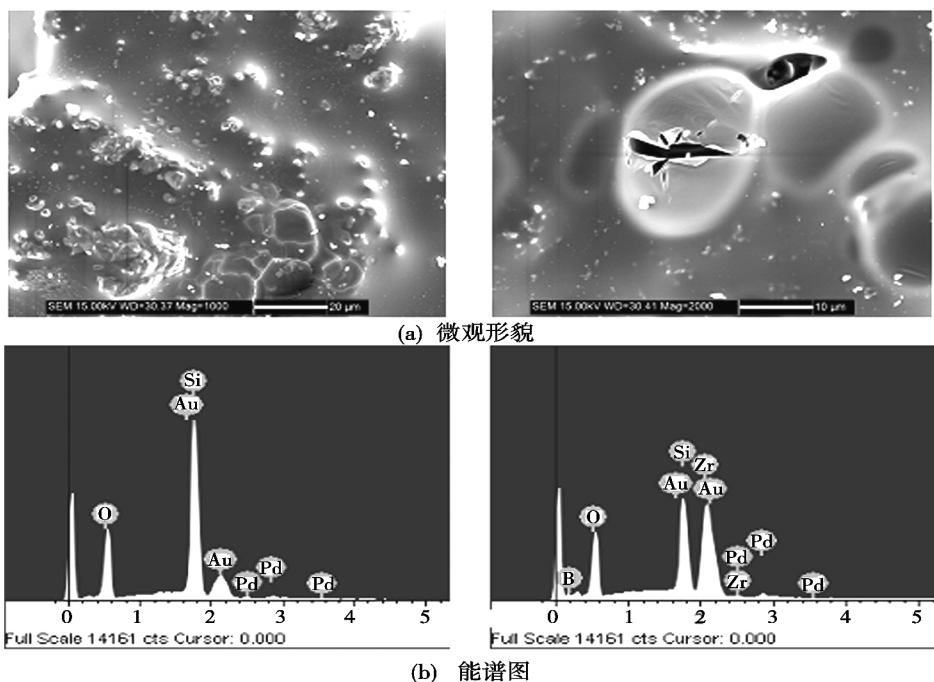 SEM 15.00kV WD=30.37 Mag=1000 20 μm
SEM 15.00kV WD=30.41 Mag=2000 10 μm
(a) 微观形貌
Si
Au
O
Au
Pd
Pd
Pd
0 1 2 3 4 5
Full Scale 14161 cts Cursor: 0.000
Si
Zr
Au
Au
O
Pd
Pd
B
Zr
Pd
0 1 2 3 4 5
Full Scale 14161 cts Cursor: 0.000
(b) 能谱图